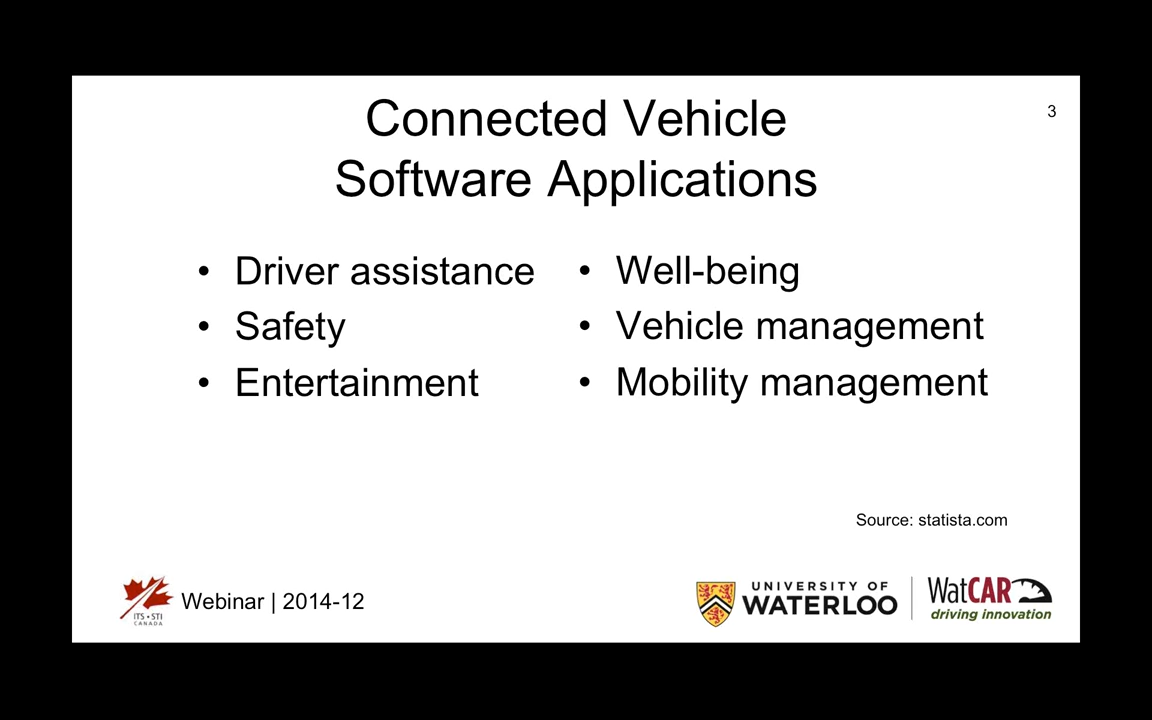 Connected Vehicle
Software Applications
3
• Driver assistance
• Safety
• Entertainment
• Well-being
• Vehicle management
• Mobility management
Source: statista.com
ITS • STI
CANADA
Webinar | 2014-12
UNIVERSITY OF
WATERLOO
WatCAR
driving innovation